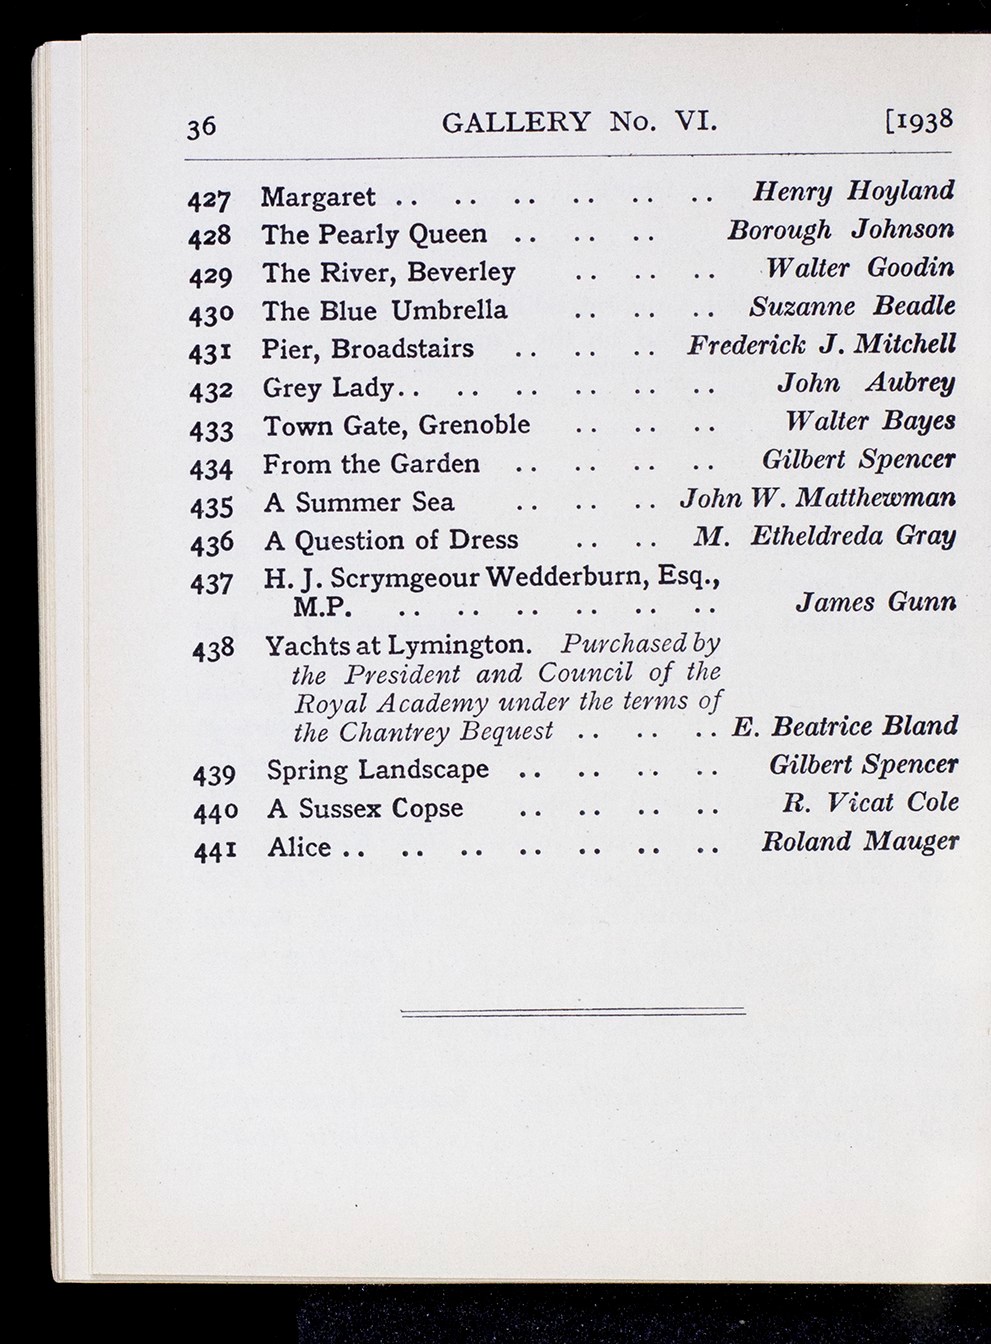 36 GALLERY No. VI. [1938
427 Margaret .. .. .. .. .. .. Henry Hoyland
428 The Pearly Queen .. .. .. Borough Johnson
429 The River, Beverley .. .. .. Walter Goodin
430 The Blue Umbrella .. .. .. Suzanne Beadle
431 Pier, Broadstairs .. .. .. Frederick J. Mitchell
432 Grey Lady.. .. .. .. .. .. John Aubrey
433 Town Gate, Grenoble .. .. .. Walter Bayes
434 From the Garden .. .. .. .. Gilbert Spencer
435 A Summer Sea .. .. .. John W. Matthewman
436 A Question of Dress .. .. M. Etheldreda Gray
437 H. J. Scrymgeour Wedderburn, Esq.,
M.P. .. .. .. .. .. .. James Gunn
438 Yachts at Lymington. Purchased by
the President and Council of the
Royal Academy under the terms of
the Chantrey Bequest .. .. .. E. Beatrice Bland
439 Spring Landscape .. .. .. .. Gilbert Spencer
440 A Sussex Copse .. .. .. .. R. Vicat Cole
441 Alice .. .. .. .. .. .. .. Roland Mauger